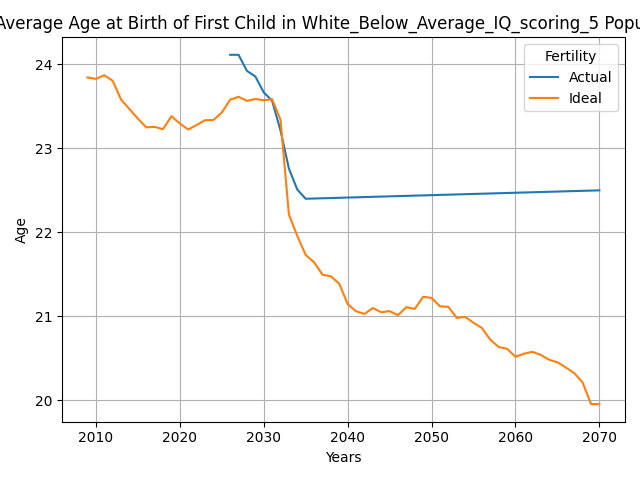 Average Age at Birth of First Child in White_Below_Average_IQ_scoring_5 Popu
Fertility
Actual
Ideal
24
23
22
21
20
Age
2010 2020 2030 2040 2050 2060 2070
Years